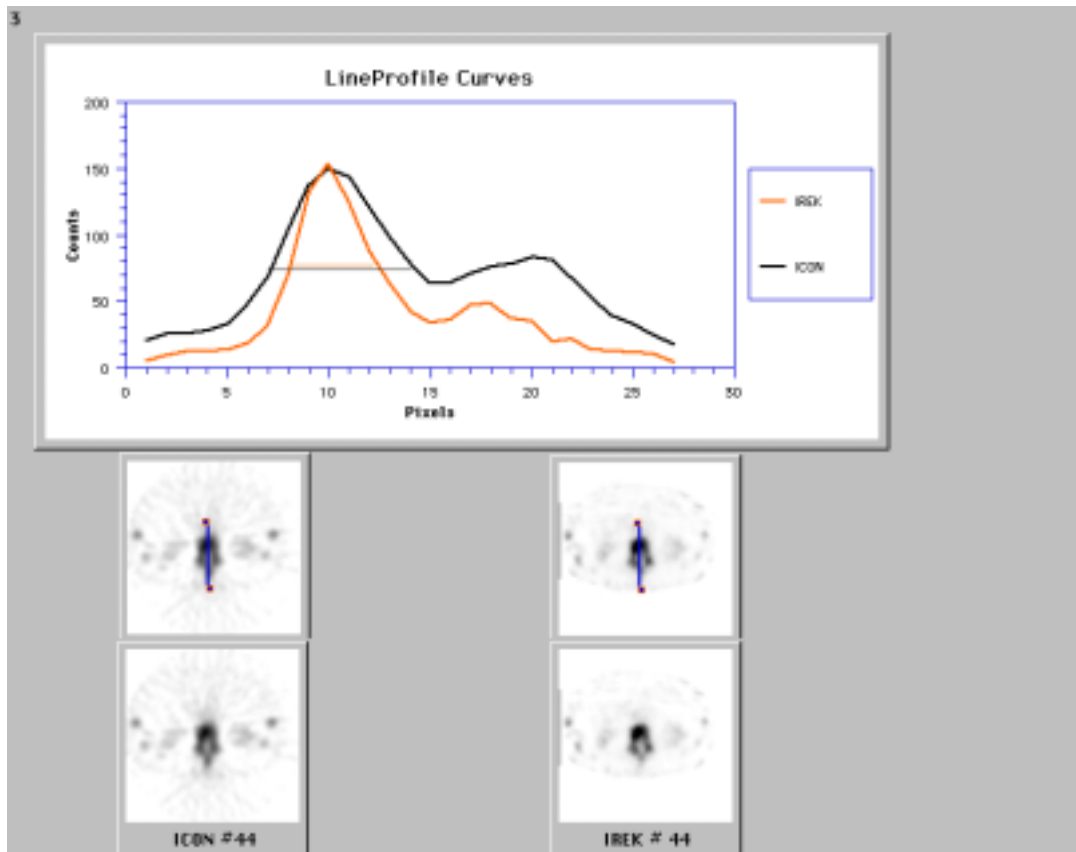 3
LineProfile Curves
200
150
100
50
0
Counts
0 5 10 15 20 25 30
Pixels
IREK
ICON
ICON #44
IREK # 44